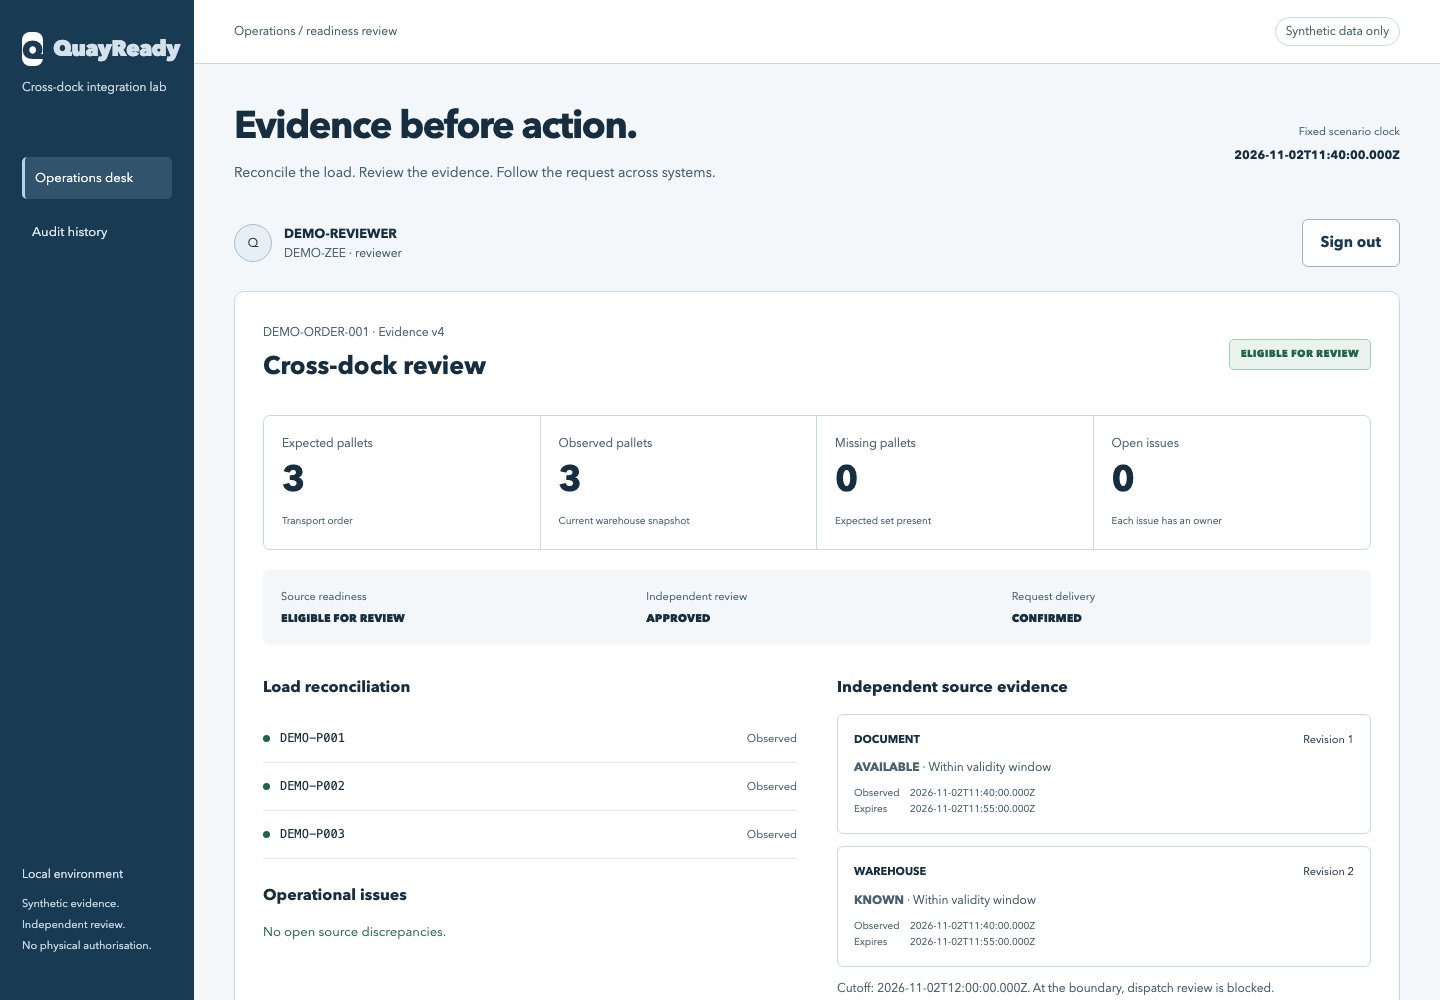 QuayReady
Cross-dock integration lab
Operations desk
Audit history
Local environment
Synthetic evidence.
Independent review.
No physical authorisation.
Operations / readiness review
Synthetic data only
Evidence before action.
Reconcile the load. Review the evidence. Follow the request across systems.
Fixed scenario clock
2026-11-02T11:40:00.000Z
Q
DEMO-REVIEWER
DEMO-ZEE · reviewer
Sign out
DEMO-ORDER-001 · Evidence v4
Cross-dock review
ELIGIBLE FOR REVIEW
Expected pallets
3
Transport order
Observed pallets
3
Current warehouse snapshot
Missing pallets
0
Expected set present
Open issues
0
Each issue has an owner
Source readiness
ELIGIBLE FOR REVIEW
Independent review
APPROVED
Request delivery
CONFIRMED
Load reconciliation
DEMO-P001 Observed
DEMO-P002 Observed
DEMO-P003 Observed
Operational issues
No open source discrepancies.
Independent source evidence
DOCUMENT Revision 1
AVAILABLE · Within validity window
Observed 2026-11-02T11:40:00.000Z
Expires 2026-11-02T11:55:00.000Z
WAREHOUSE Revision 2
KNOWN · Within validity window
Observed 2026-11-02T11:40:00.000Z
Expires 2026-11-02T11:55:00.000Z
Cutoff: 2026-11-02T12:00:00.000Z. At the boundary, dispatch review is blocked.